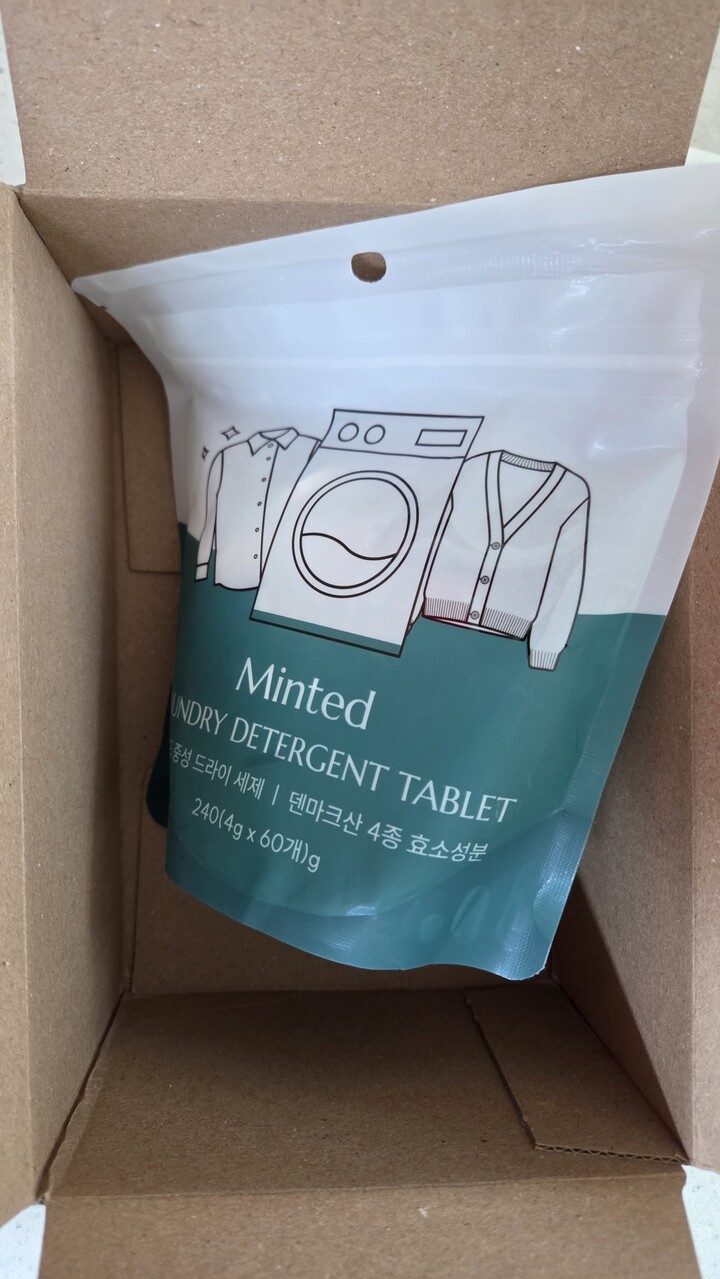 Minted
UNDRY DETERGENT TABLET
중성 드라이 세제 | 덴마크산 4종 효소성분
240(4g x 60개)g